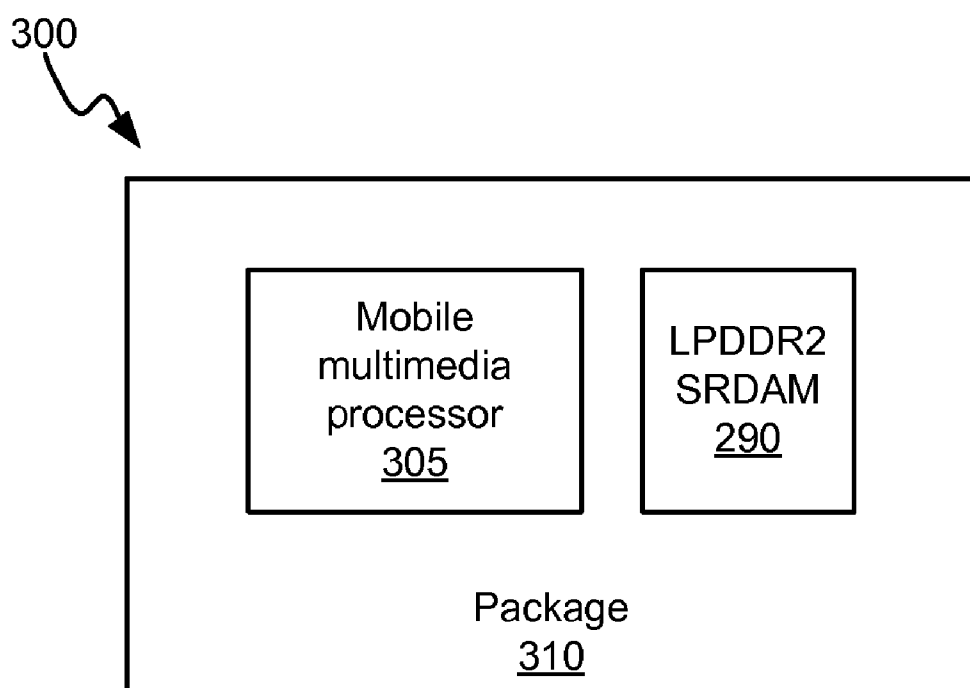 300
Mobile
multimedia
processor
305
LPDDR2
SRDAM
290
Package
310